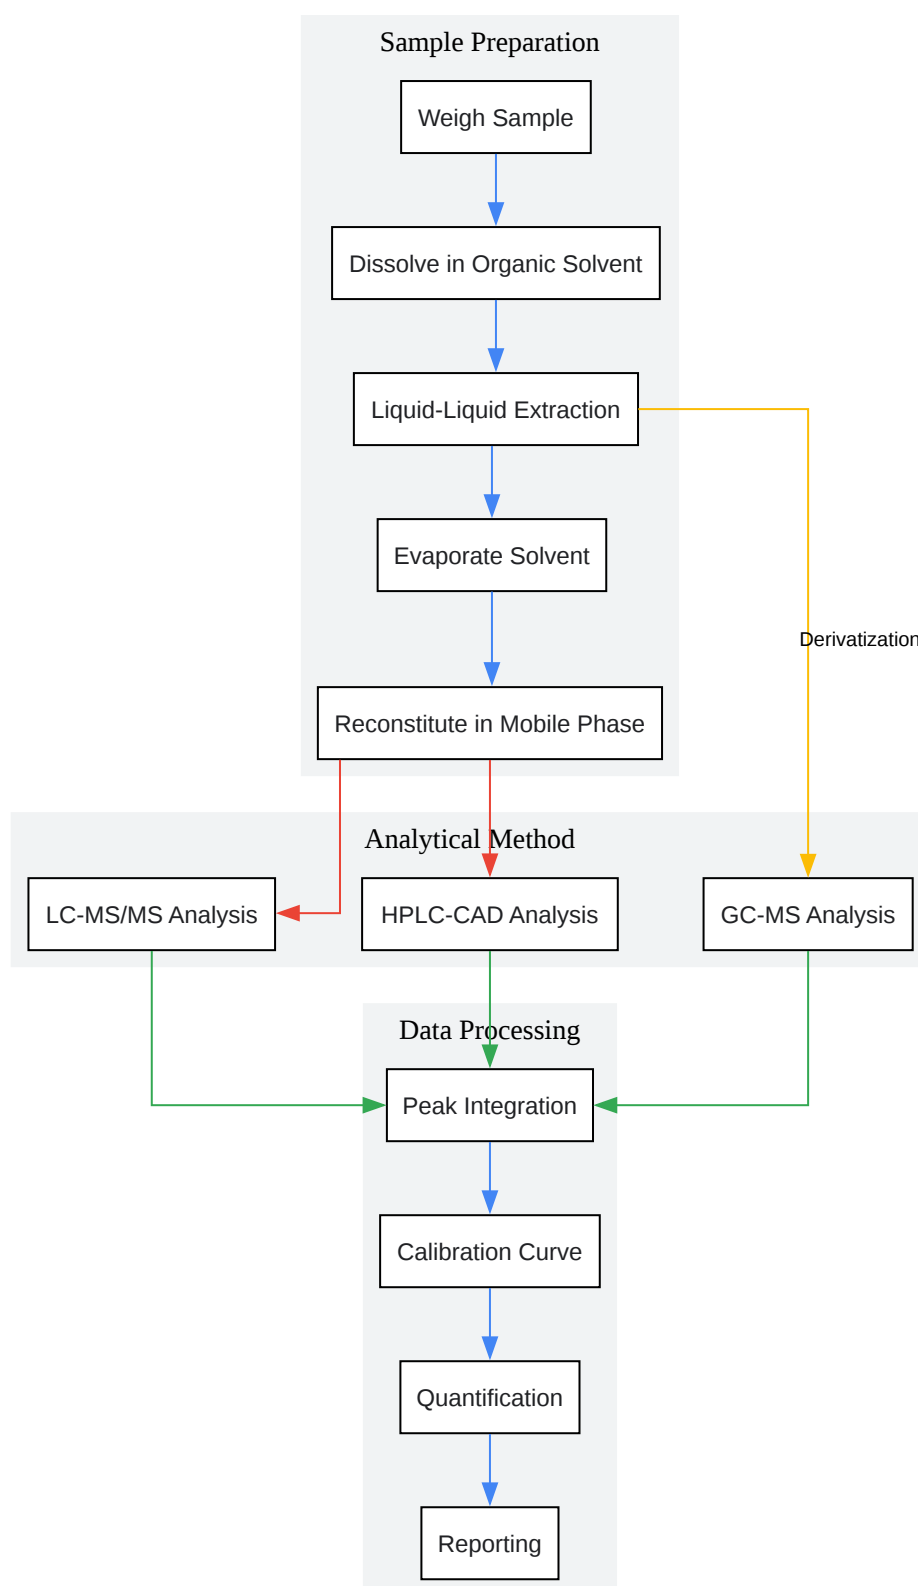 Sample Preparation
Weigh Sample
Dissolve in Organic Solvent
Liquid-Liquid Extraction
Evaporate Solvent
Derivatization
Reconstitute in Mobile Phase
Analytical Method
LC-MS/MS Analysis
HPLC-CAD Analysis
GC-MS Analysis
Data Processing
Peak Integration
Calibration Curve
Quantification
Reporting